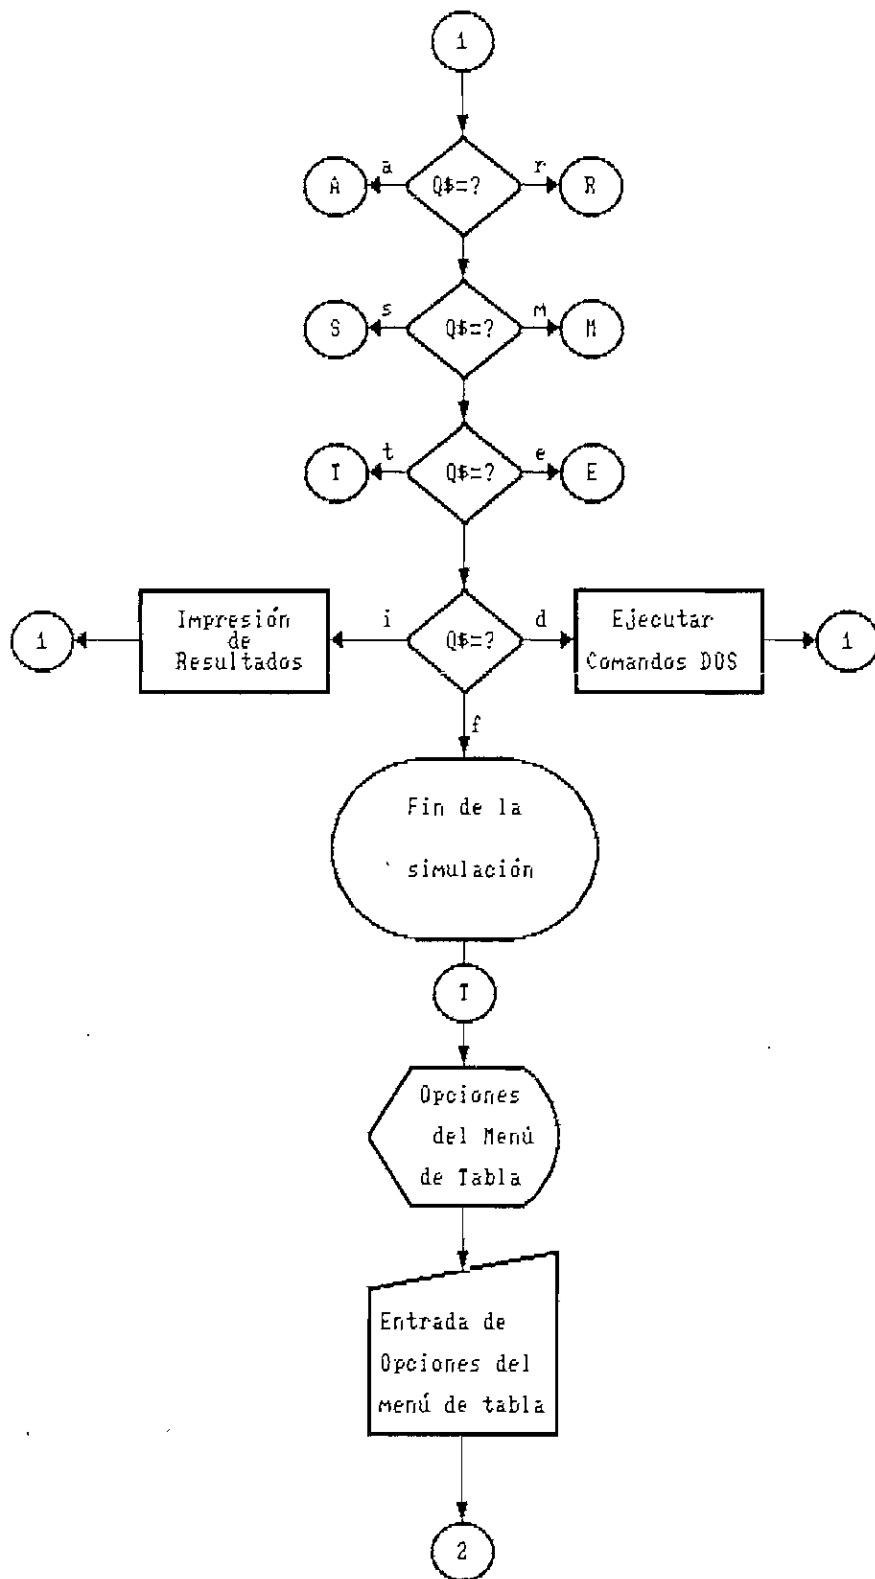 1
a
r
A
Q$=?
R
s
m
S
Q$=?
M
t
e
T
Q$=?
E
i
d
1
Impresión
de
Resultados
Q$=?
Ejecutar
Comandos DOS
1
f
Fin de la
simulación
T
Opciones
del Menú
de Tabla
Entrada de
Opciones del
menú de tabla
2